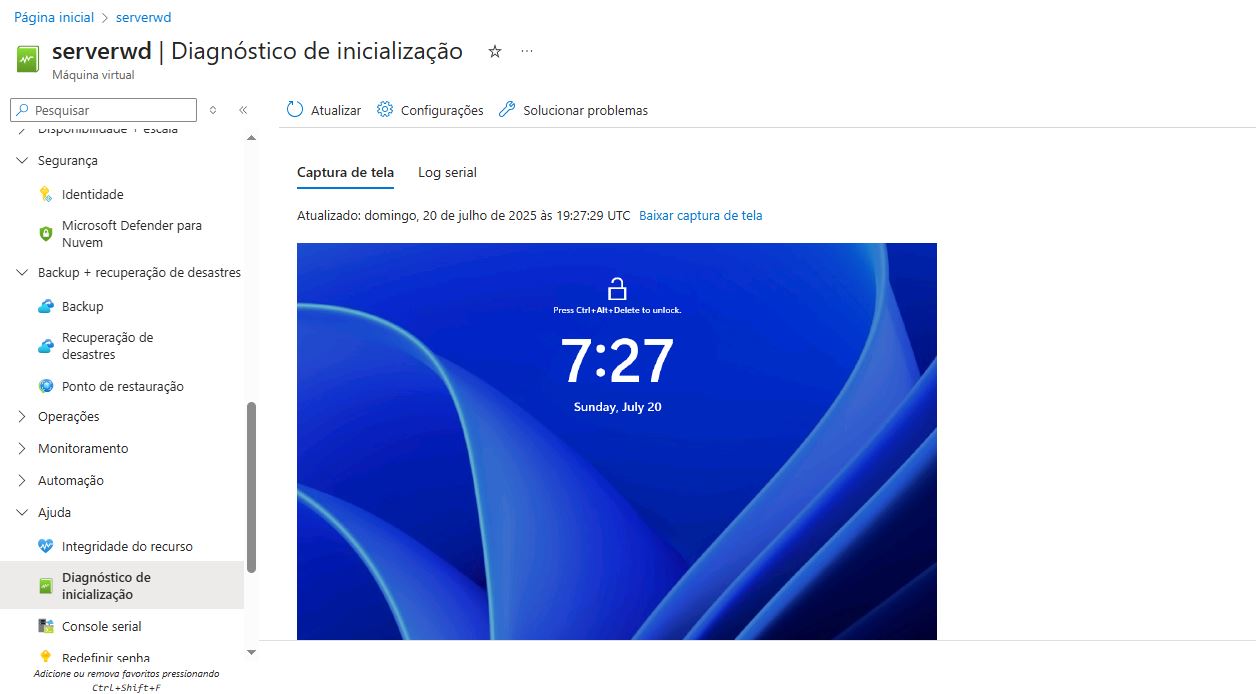 Página inicial > serverwd
serverwd | Diagnóstico de inicialização
Máquina virtual
Pesquisar
Atualizar Configurações Solucionar problemas
Disponibilidade + escala
Segurança
Identidade
Microsoft Defender para
Nuvem
Backup + recuperação de desastres
Backup
Recuperação de
desastres
Ponto de restauração
Operações
Monitoramento
Automação
Ajuda
Integridade do recurso
Diagnóstico de
inicialização
Console serial
Redefinir senha
Adicione ou remova favoritos pressionando
Ctrl+Shift+F
Captura de tela Log serial
Atualizado: domingo, 20 de julho de 2025 às 19:27:29 UTC Baixar captura de tela
Press Ctrl+Alt+Delete to unlock.
7:27
Sunday, July 20